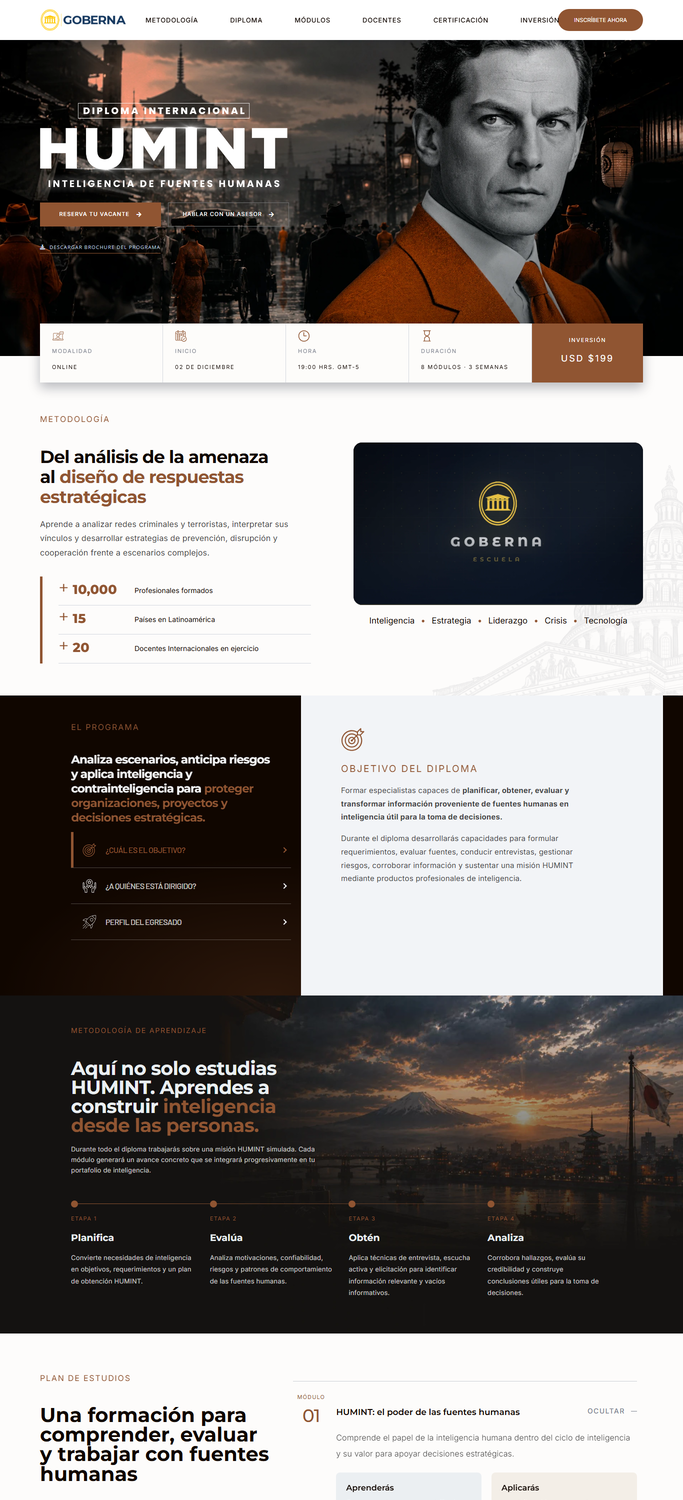 GOBERNA
METODOLOGÍA
DIPLOMA
MÓDULOS
DOCENTES
CERTIFICACIÓN
INVERSIÓN
INSCRÍBETE AHORA
DIPLOMA INTERNACIONAL
HUMINT
INTELIGENCIA DE FUENTES HUMANAS
RESERVA TU VACANTE →
HABLAR CON UN ASESOR →
DESCARGAR BROCHURE DEL PROGRAMA
MODALIDAD
ONLINE
INICIO
02 DE DICIEMBRE
HORA
19:00 HRS. GMT-5
DURACIÓN
8 MÓDULOS · 3 SEMANAS
INVERSIÓN
USD $199
METODOLOGÍA
Del análisis de la amenaza
al diseño de respuestas
estratégicas
Aprende a analizar redes criminales y terroristas, interpretar sus
vínculos y desarrollar estrategias de prevención, disrupción y
cooperación frente a escenarios complejos.
+ 10,000 Profesionales formados
+ 15 Países en Latinoamérica
+ 20 Docentes Internacionales en ejercicio
GOBERNA
ESCUELA
Inteligencia • Estrategia • Liderazgo • Crisis • Tecnología
EL PROGRAMA
Analiza escenarios, anticipa riesgos
y aplica inteligencia y
contrainteligencia para proteger
organizaciones, proyectos y
decisiones estratégicas.
¿CUÁL ES EL OBJETIVO?
¿A QUIÉNES ESTÁ DIRIGIDO?
PERFIL DEL EGRESADO
OBJETIVO DEL DIPLOMA
Formar especialistas capaces de planificar, obtener, evaluar y
transformar información proveniente de fuentes humanas en
inteligencia útil para la toma de decisiones.
Durante el diploma desarrollarás capacidades para formular
requerimientos, evaluar fuentes, conducir entrevistas, gestionar
riesgos, corroborar información y sustentar una misión HUMINT
mediante productos profesionales de inteligencia.
METODOLOGÍA DE APRENDIZAJE
Aquí no solo estudias
HUMINT. Aprendes a
construir inteligencia
desde las personas.
Durante todo el diploma trabajarás sobre una misión HUMINT simulada. Cada
módulo generará un avance concreto que se integrará progresivamente en tu
portafolio de inteligencia.
ETAPA 1
Planifica
Convierte necesidades de inteligencia
en objetivos, requerimientos y un plan
de obtención HUMINT.
ETAPA 2
Evalúa
Analiza motivaciones, confiabilidad,
riesgos y patrones de comportamiento
de las fuentes humanas.
ETAPA 3
Obtén
Aplica técnicas de entrevista, escucha
activa y elicitación para identificar
información relevante y vacíos
informativos.
ETAPA 4
Analiza
Corrobora hallazgos, evalúa su
credibilidad y construye
conclusiones útiles para la toma de
decisiones.
PLAN DE ESTUDIOS
Una formación para
comprender, evaluar
y trabajar con fuentes
humanas
MÓDULO
01
HUMINT: el poder de las fuentes humanas
OCULTAR —
Comprende el papel de la inteligencia humana dentro del ciclo de inteligencia
y su valor para apoyar decisiones estratégicas.
Aprenderás
Aplicarás